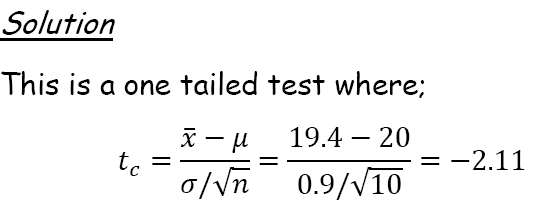 Solution
This is a one tailed test where;
t_c = (x̄ − μ)/(σ/√n) = (19.4 − 20)/(0.9/√10) = −2.11